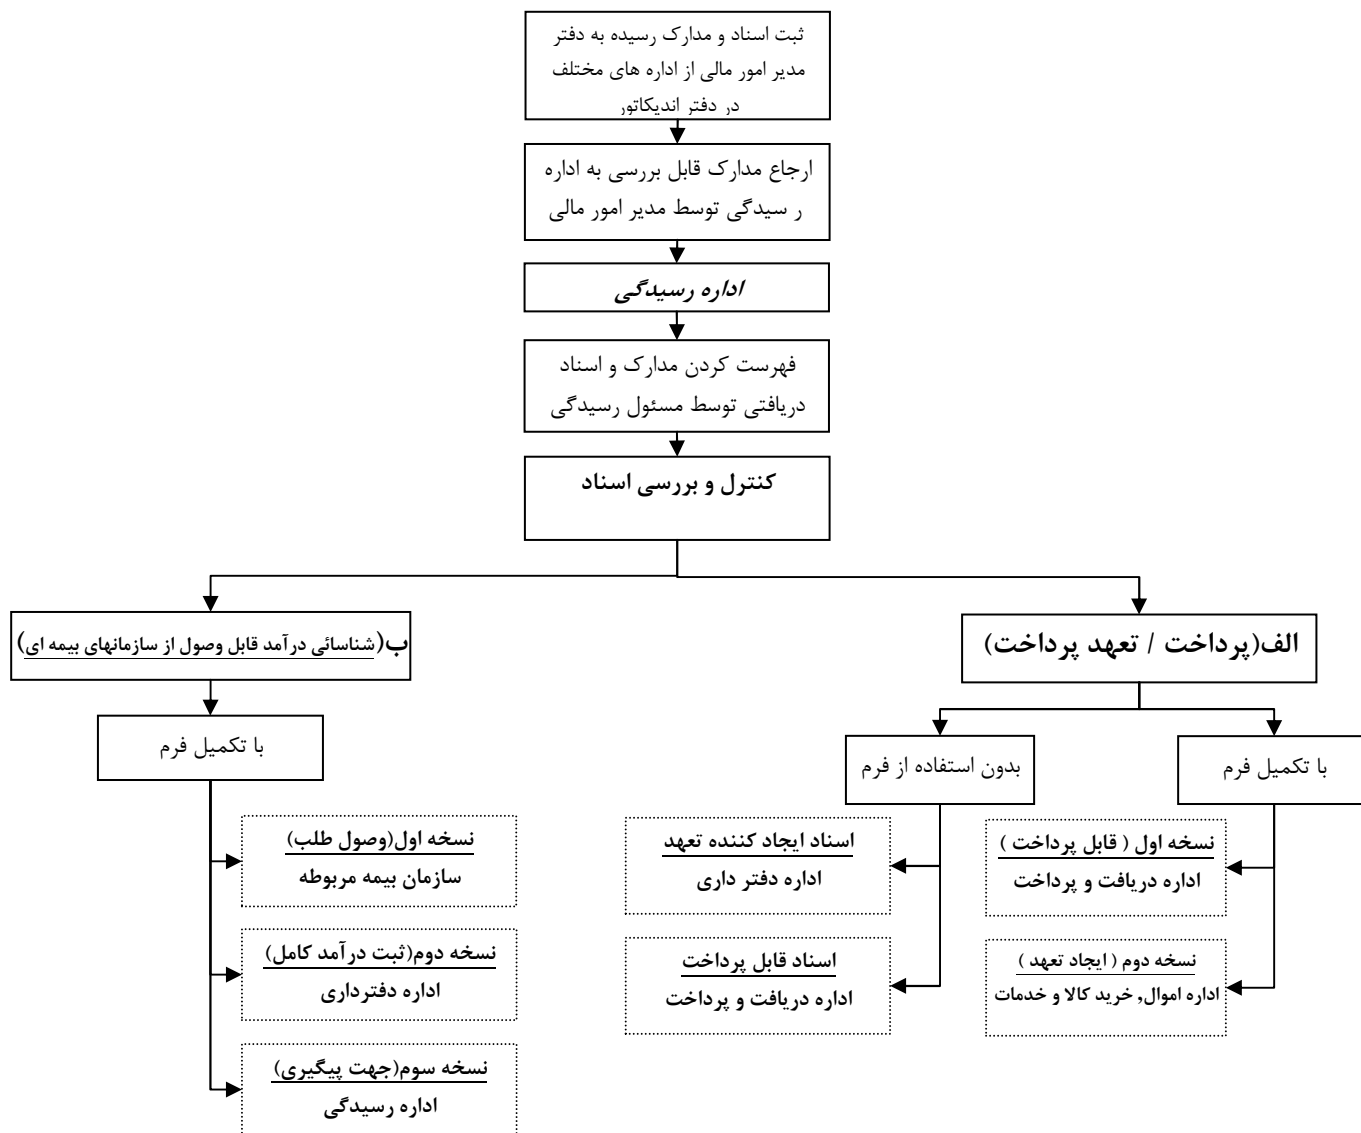 ثبت اسناد و مدارک رسیده به دفتر
مدیر امور مالی از اداره های مختلف
در دفتر اندیکاتور
ارجاع مدارک قابل بررسی به اداره
ر سیدگی توسط مدیر امور مالی
اداره رسیدگی
فهرست کردن مدارک و اسناد
دریافتی توسط مسئول رسیدگی
کنترل و بررسی اسناد
الف(پرداخت / تعهد پرداخت)
ب(شناسائی درآمد قابل وصول از سازمانهای بیمه ای)
با تکمیل فرم
بدون استفاده از فرم
با تکمیل فرم
نسخه اول ( قابل پرداخت )
اداره دریافت و پرداخت
نسخه دوم ( ایجاد تعهد )
اداره اموال, خرید کالا و خدمات
اسناد ایجاد کننده تعهد
اداره دفتر داری
اسناد قابل پرداخت
اداره دریافت و پرداخت
نسخه اول(وصول طلب)
سازمان بیمه مربوطه
نسخه دوم(ثبت درآمد کامل)
اداره دفترداری
نسخه سوم(جهت پیگیری)
اداره رسیدگی